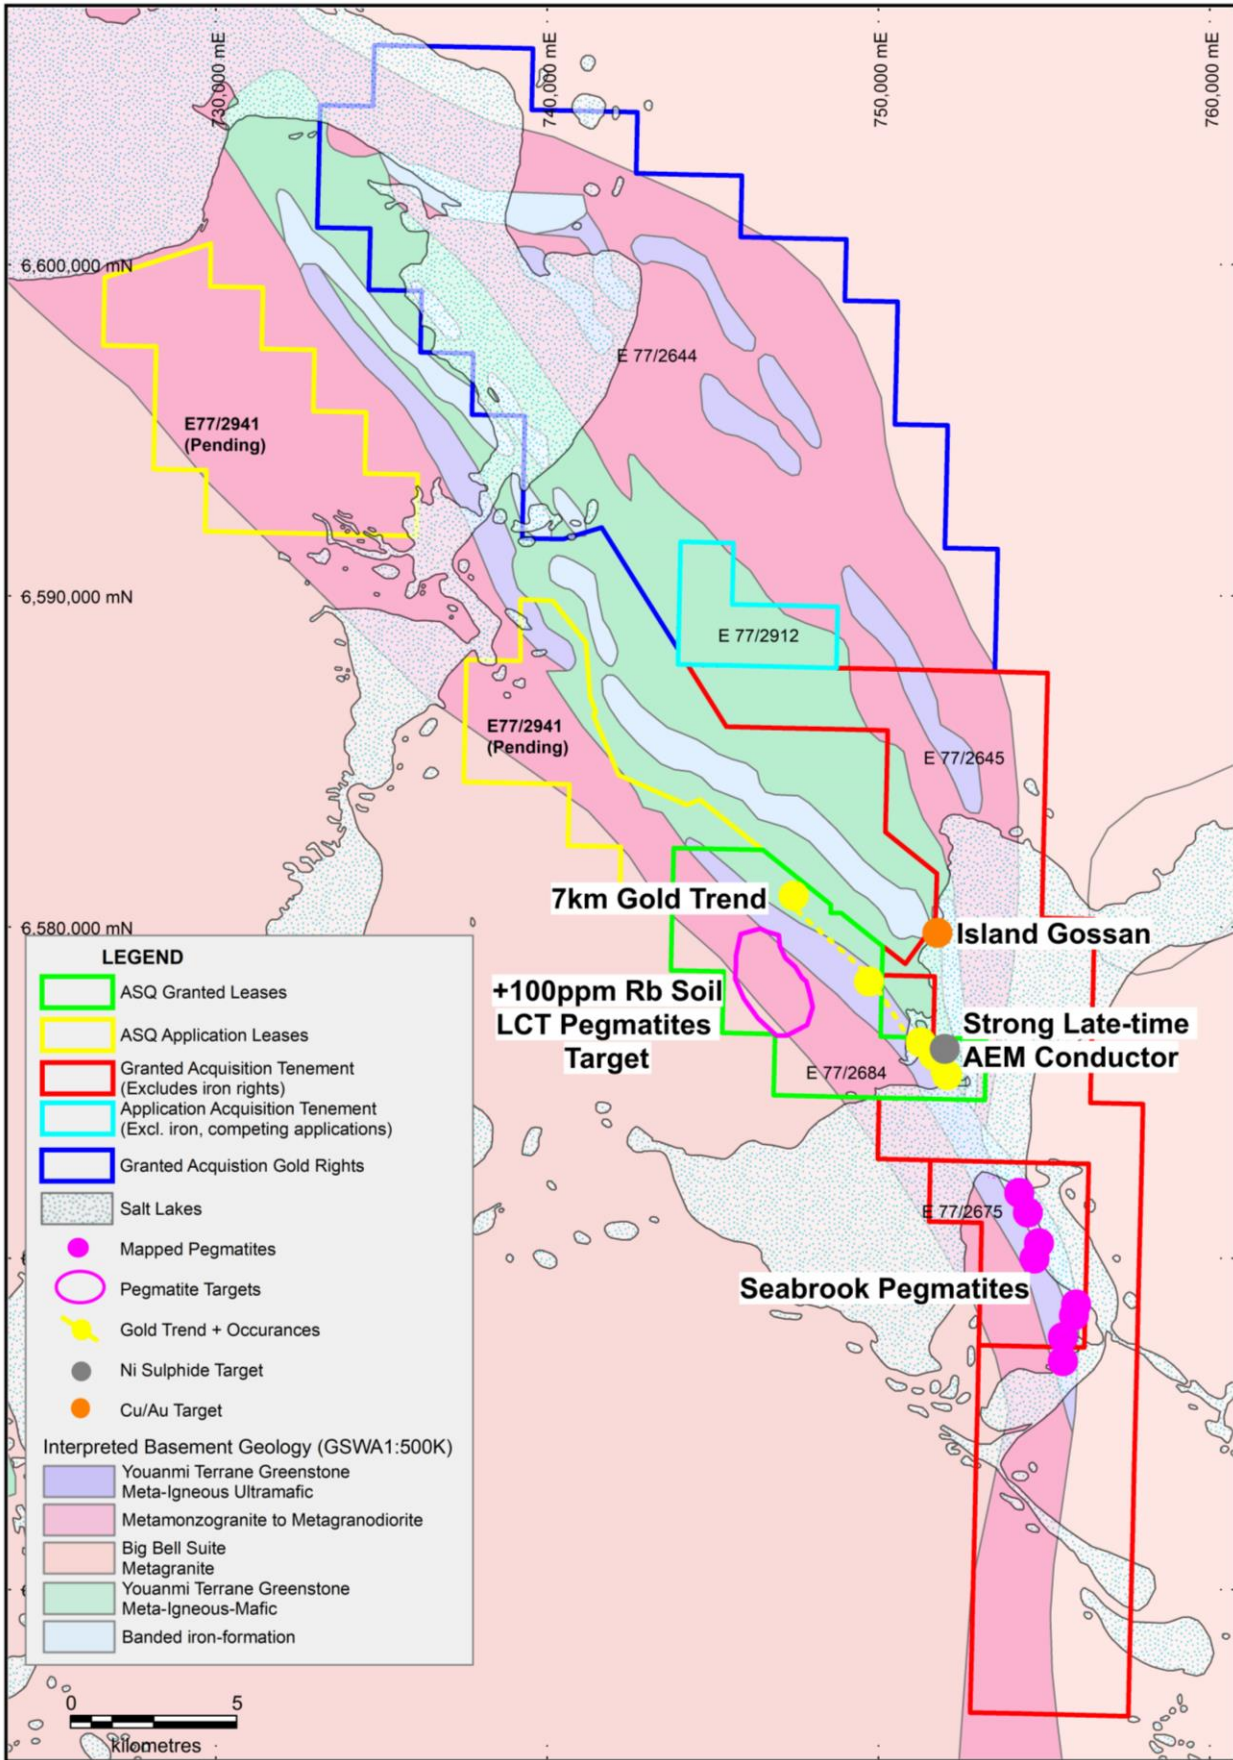 730,000 mE
740,000 mE
750,000 mE
760,000 mE
6,600,000 mN
E 77/2644
E77/2941
(Pending)
6,590,000 mN
E 77/2912
E77/2941
(Pending)
E 77/2645
7km Gold Trend
6,580,000 mN
Island Gossan
+100ppm Rb Soil
LCT Pegmatites
Target
Strong Late-time
AEM Conductor
E 77/2684
E 77/2675
Seabrook Pegmatites
LEGEND
ASQ Granted Leases
ASQ Application Leases
Granted Acquisition Tenement
(Excludes iron rights)
Application Acquisition Tenement
(Excl. iron, competing applications)
Granted Acquistion Gold Rights
Salt Lakes
Mapped Pegmatites
Pegmatite Targets
Gold Trend + Occurances
Ni Sulphide Target
Cu/Au Target
Interpreted Basement Geology (GSWA1:500K)
Youanmi Terrane Greenstone
Meta-Igneous Ultramafic
Metamonzogranite to Metagranodiorite
Big Bell Suite
Metagranite
Youanmi Terrane Greenstone
Meta-Igneous-Mafic
Banded iron-formation
0 5
kilometres